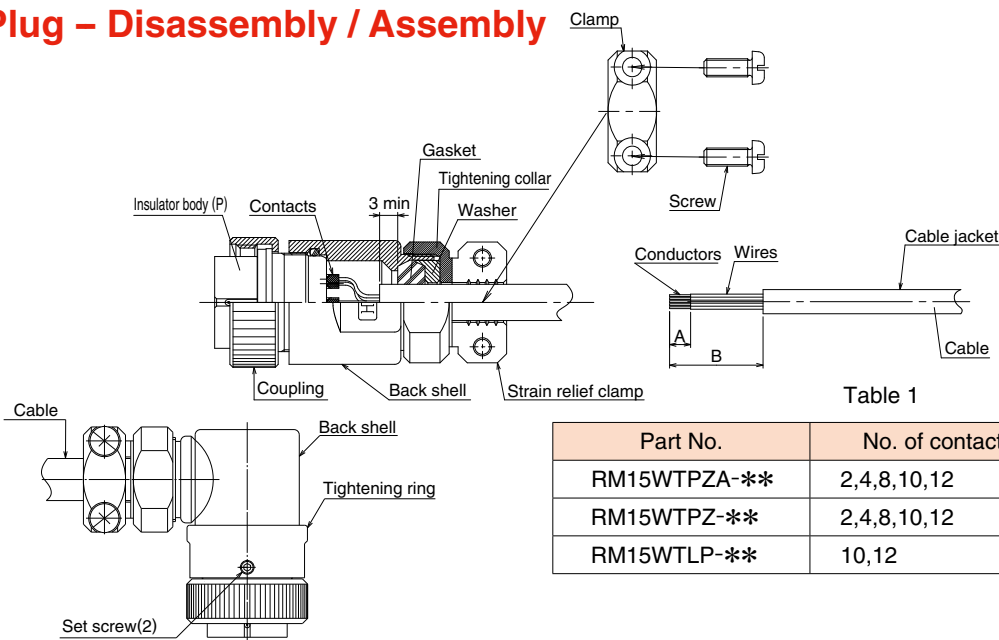 Plug – Disassembly / Assembly
Clamp
Screw
Gasket
Tightening collar
Washer
3 min
Insulator body (P)
Contacts
Coupling
Back shell
Strain relief clamp
Conductors
Wires
Cable jacket
A
B
Cable
Cable
Back shell
Tightening ring
Set screw(2)
Table 1
Part No. No. of contac
RM15WTPZA-** 2,4,8,10,12
RM15WTPZ-** 2,4,8,10,12
RM15WTLP-** 10,12